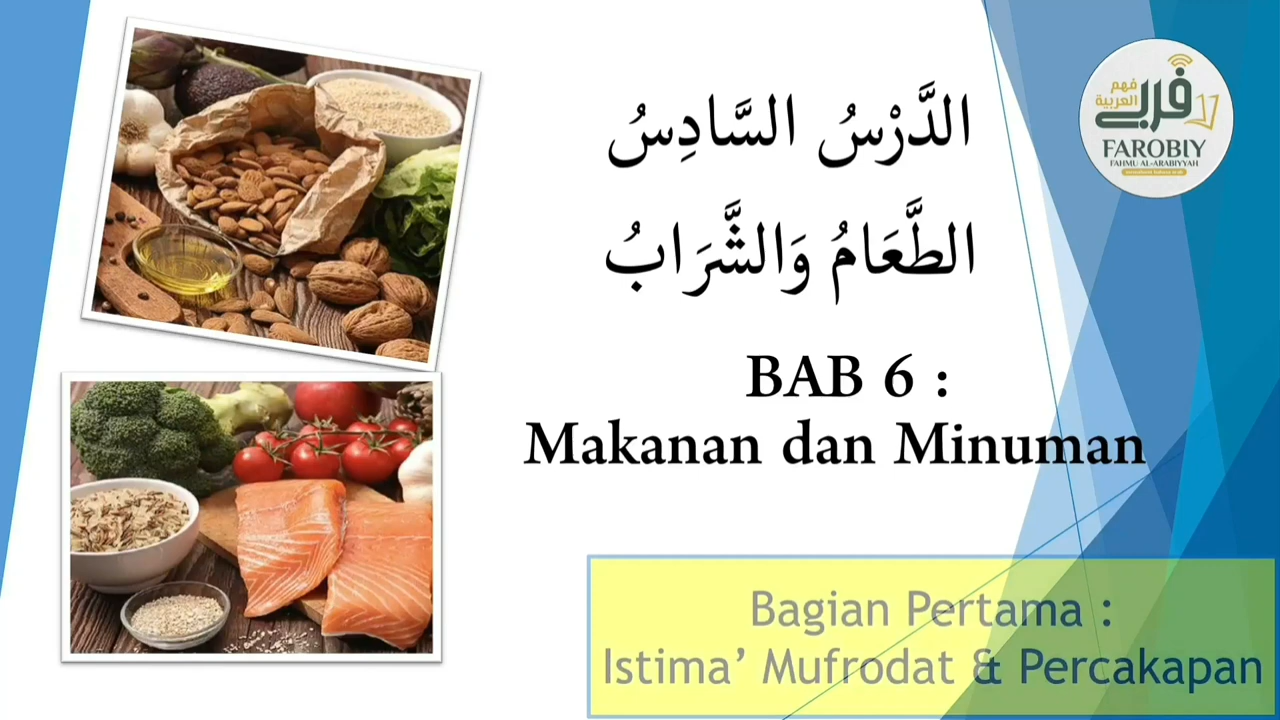 الدَّرْسُ السَّادِسُ
الطَّعَامُ وَالشَّرَابُ
BAB 6 :
Makanan dan Minuman
Bagian Pertama :
Istima’ Mufrodat & Percakapan
فهم
العربية
فربي
FAROBIY
FAHMU AL-ARABIYYAH